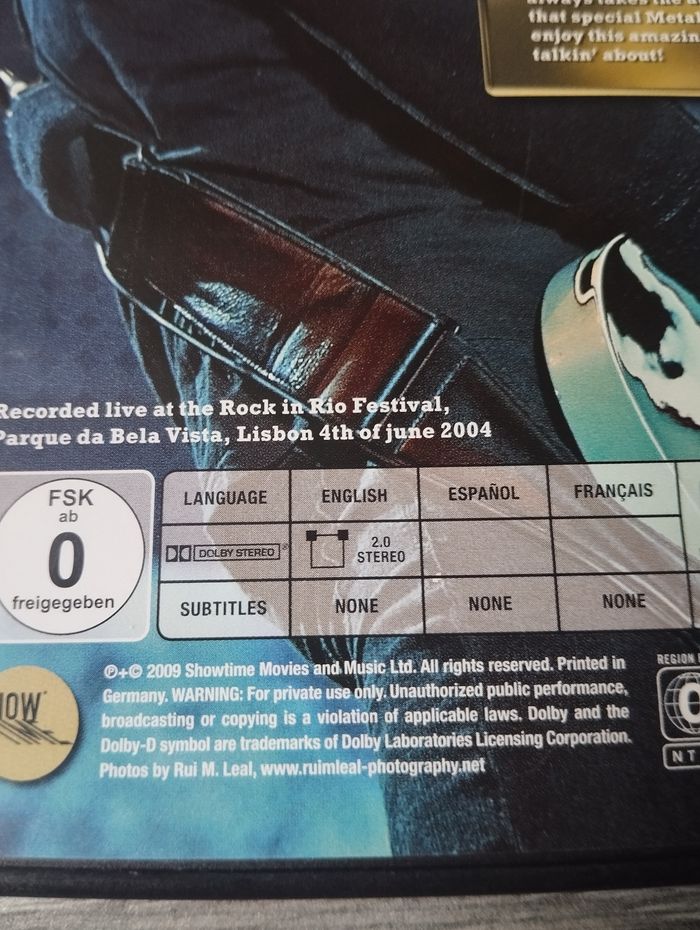 that special Metal
enjoy this amazin
talkin' about!
Recorded live at the Rock in Rio Festival,
Parque da Bela Vista, Lisbon 4th of june 2004
FSK
ab
0
freigegeben
LANGUAGE ENGLISH ESPAÑOL FRANÇAIS
DOLBY STEREO® 2.0
STEREO
SUBTITLES NONE NONE NONE
℗+© 2009 Showtime Movies and Music Ltd. All rights reserved. Printed in
Germany. WARNING: For private use only. Unauthorized public performance,
broadcasting or copying is a violation of applicable laws. Dolby and the
Dolby-D symbol are trademarks of Dolby Laboratories Licensing Corporation.
Photos by Rui M. Leal, www.ruimleal-photography.net
HOW
REGION
0
NT